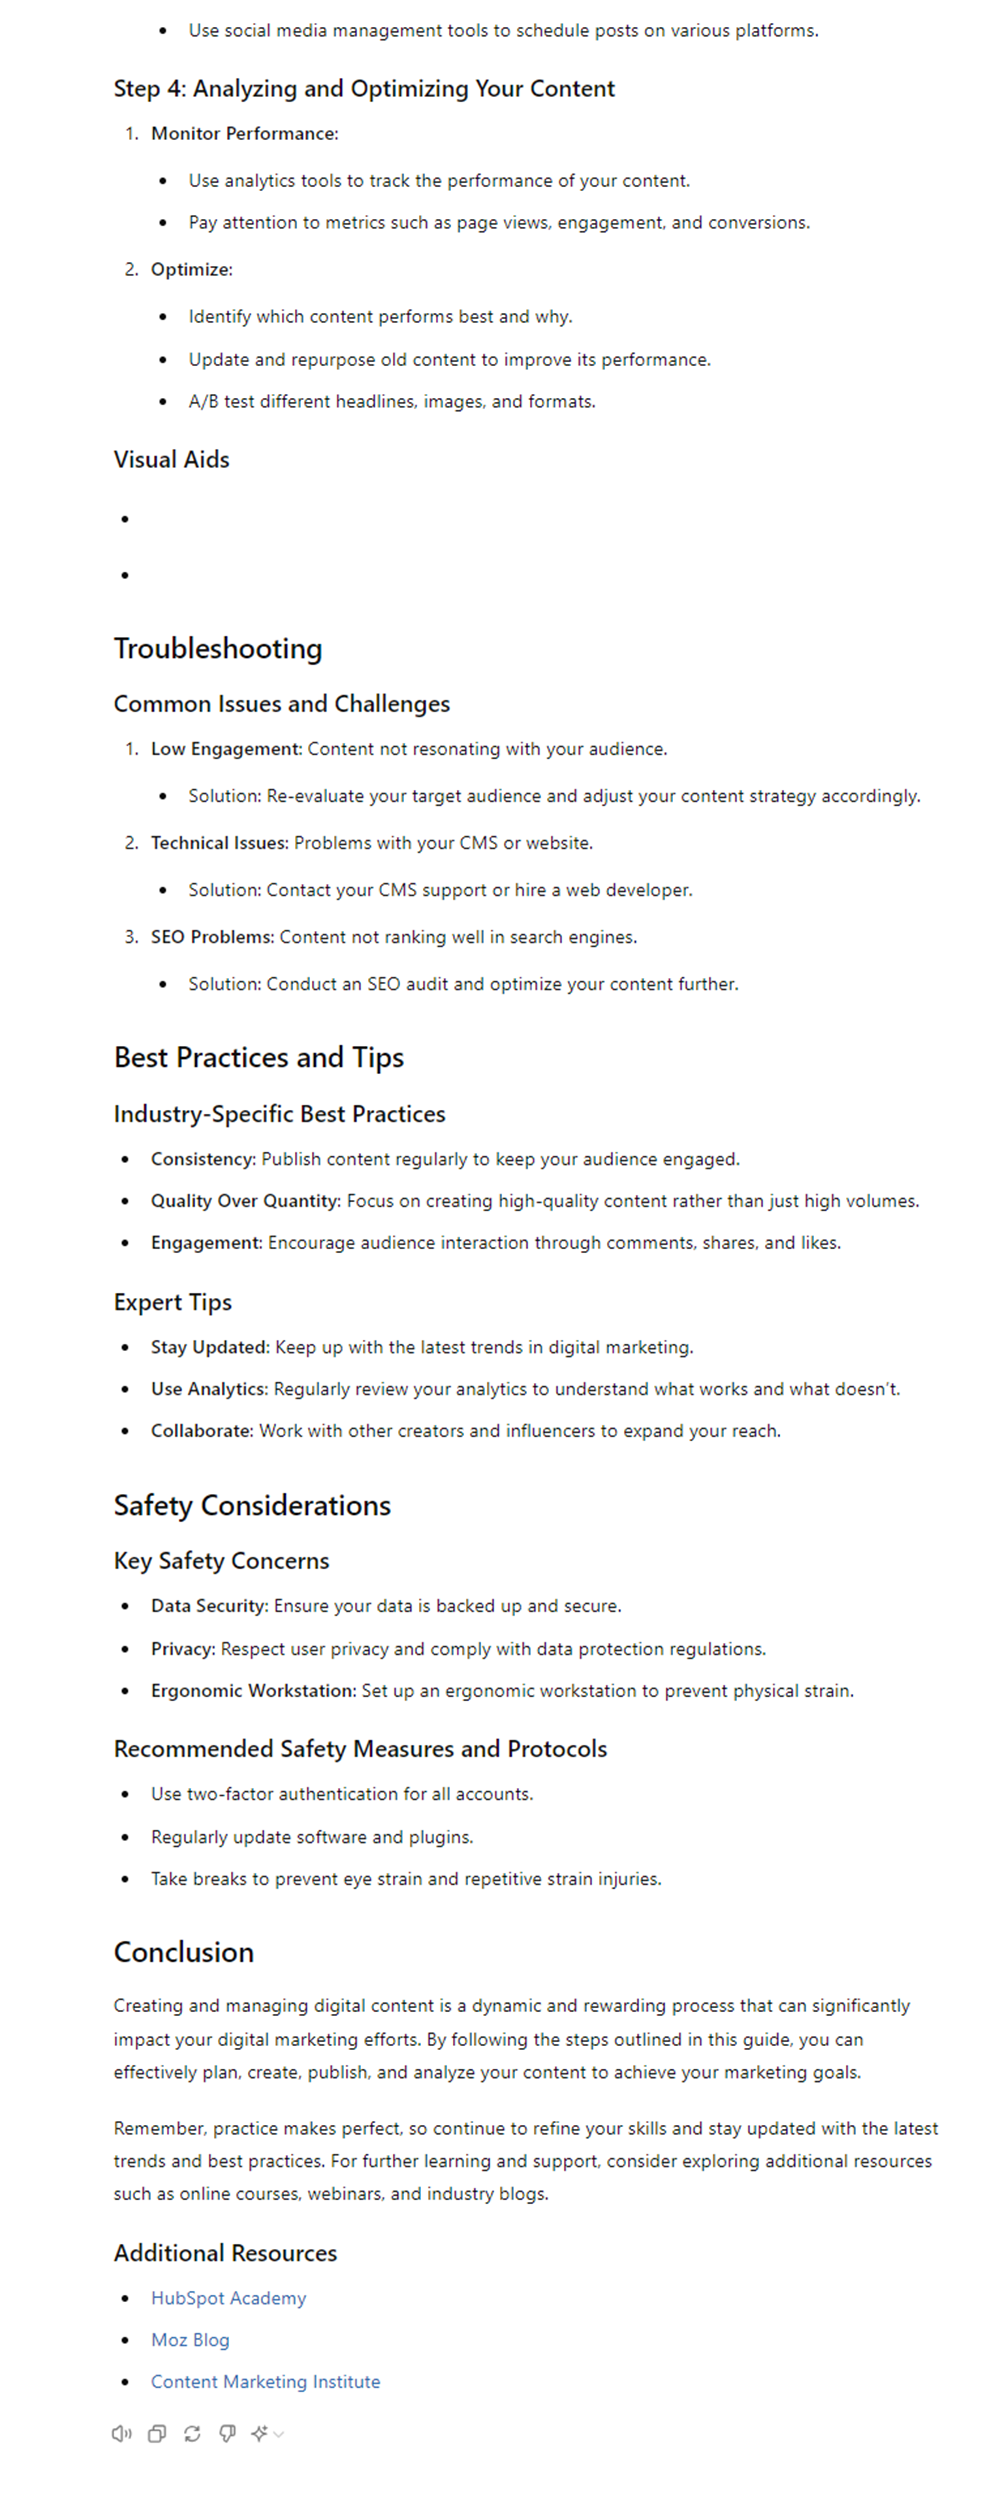 • Use social media management tools to schedule posts on various platforms.
Step 4: Analyzing and Optimizing Your Content
1. Monitor Performance:
• Use analytics tools to track the performance of your content.
• Pay attention to metrics such as page views, engagement, and conversions.
2. Optimize:
• Identify which content performs best and why.
• Update and repurpose old content to improve its performance.
• A/B test different headlines, images, and formats.
Visual Aids
•
•
Troubleshooting
Common Issues and Challenges
1. Low Engagement: Content not resonating with your audience.
• Solution: Re-evaluate your target audience and adjust your content strategy accordingly.
2. Technical Issues: Problems with your CMS or website.
• Solution: Contact your CMS support or hire a web developer.
3. SEO Problems: Content not ranking well in search engines.
• Solution: Conduct an SEO audit and optimize your content further.
Best Practices and Tips
Industry-Specific Best Practices
• Consistency: Publish content regularly to keep your audience engaged.
• Quality Over Quantity: Focus on creating high-quality content rather than just high volumes.
• Engagement: Encourage audience interaction through comments, shares, and likes.
Expert Tips
• Stay Updated: Keep up with the latest trends in digital marketing.
• Use Analytics: Regularly review your analytics to understand what works and what doesn't.
• Collaborate: Work with other creators and influencers to expand your reach.
Safety Considerations
Key Safety Concerns
• Data Security: Ensure your data is backed up and secure.
• Privacy: Respect user privacy and comply with data protection regulations.
• Ergonomic Workstation: Set up an ergonomic workstation to prevent physical strain.
Recommended Safety Measures and Protocols
• Use two-factor authentication for all accounts.
• Regularly update software and plugins.
• Take breaks to prevent eye strain and repetitive strain injuries.
Conclusion
Creating and managing digital content is a dynamic and rewarding process that can significantly
impact your digital marketing efforts. By following the steps outlined in this guide, you can
effectively plan, create, publish, and analyze your content to achieve your marketing goals.
Remember, practice makes perfect, so continue to refine your skills and stay updated with the latest
trends and best practices. For further learning and support, consider exploring additional resources
such as online courses, webinars, and industry blogs.
Additional Resources
• HubSpot Academy
• Moz Blog
• Content Marketing Institute